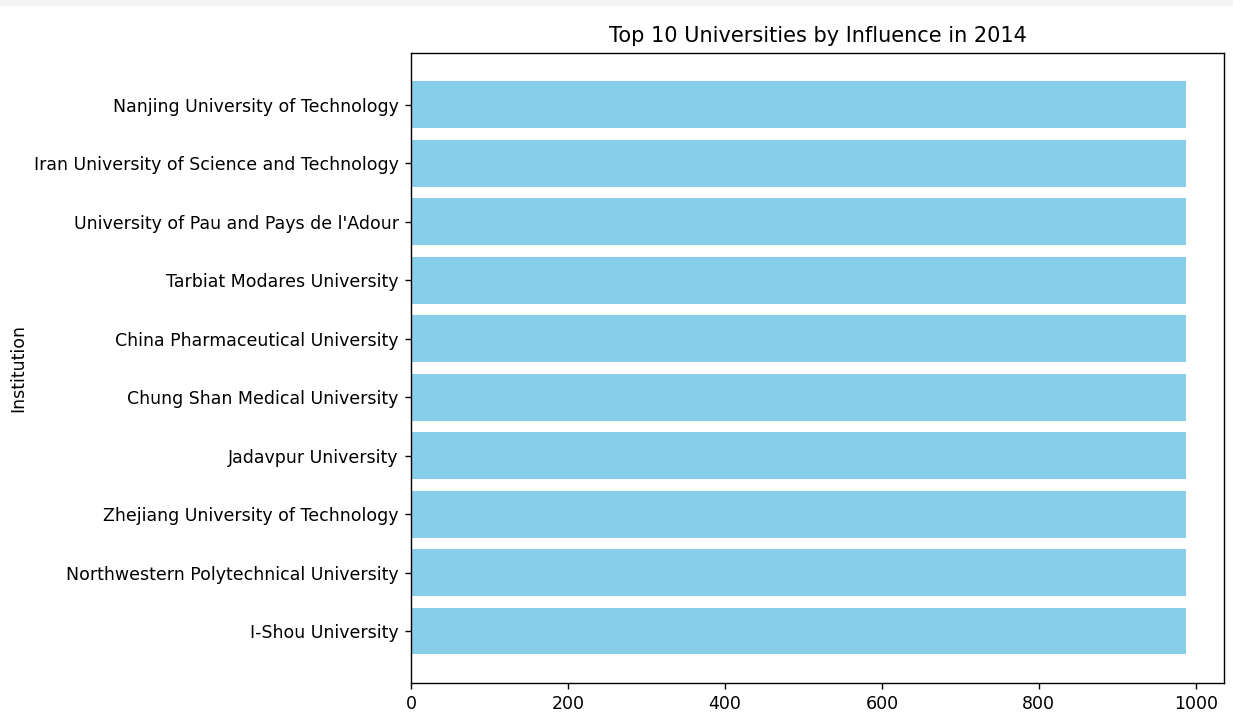 Top 10 Universities by Influence in 2014
Nanjing University of Technology
Iran University of Science and Technology
University of Pau and Pays de l'Adour
Tarbiat Modares University
China Pharmaceutical University
Chung Shan Medical University
Jadavpur University
Zhejiang University of Technology
Northwestern Polytechnical University
I-Shou University
Institution
0 200 400 600 800 1000